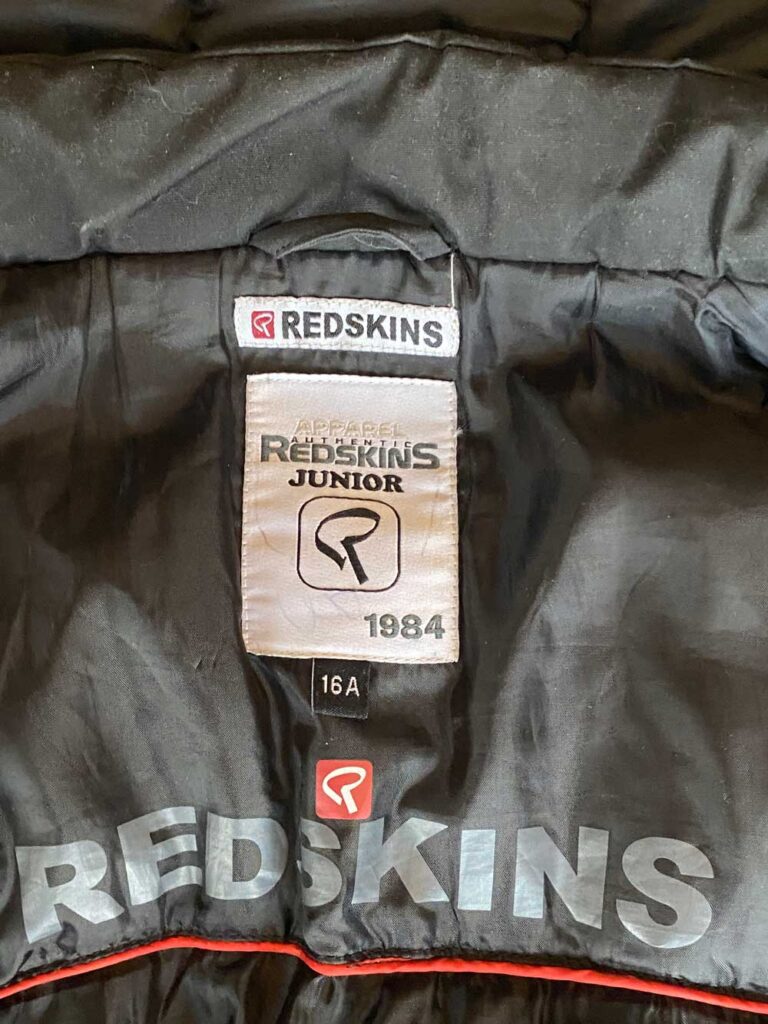 REDSKINS
APPAREL
AUTHENTIC
REDSKINS
JUNIOR
1984
16A
REDSKINS